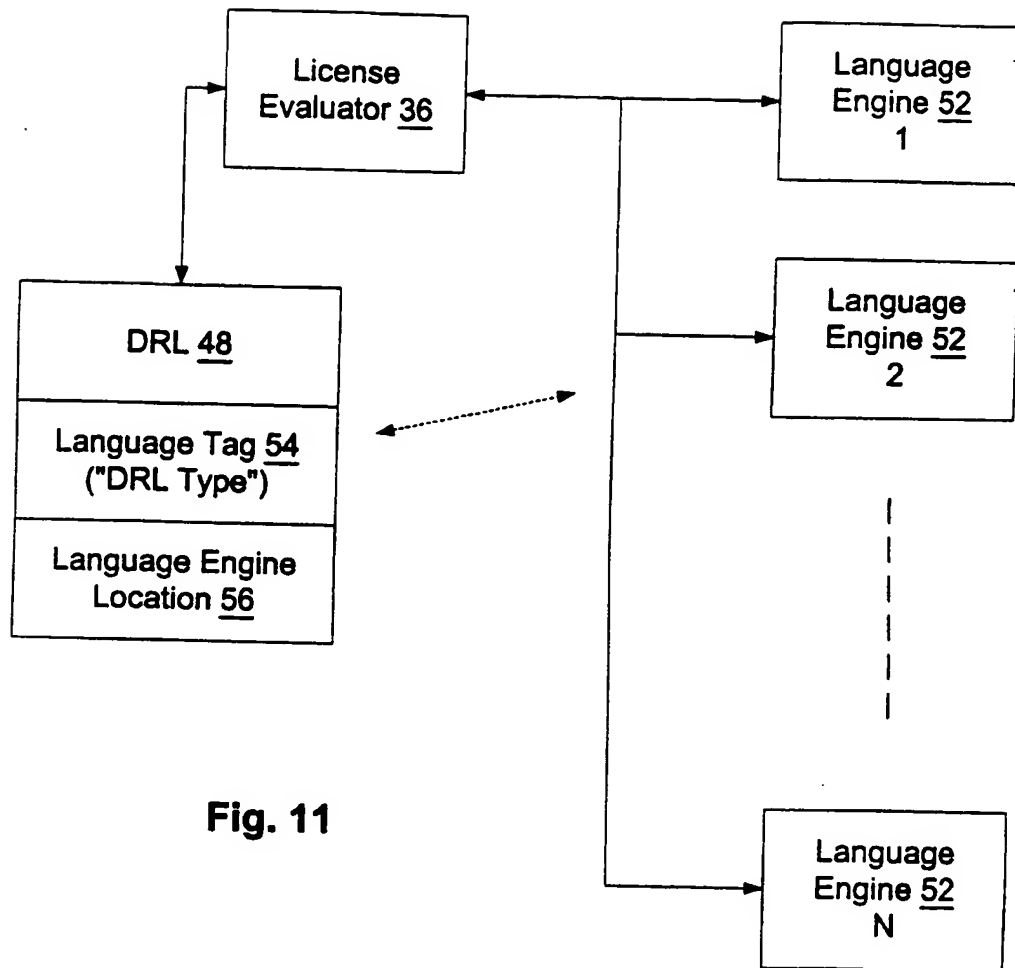 License
Evaluator 36
Language
Engine 52
1
DRL 48
Language Tag 54
("DRL Type")
Language Engine
Location 56
Language
Engine 52
2
Language
Engine 52
N
Fig. 11